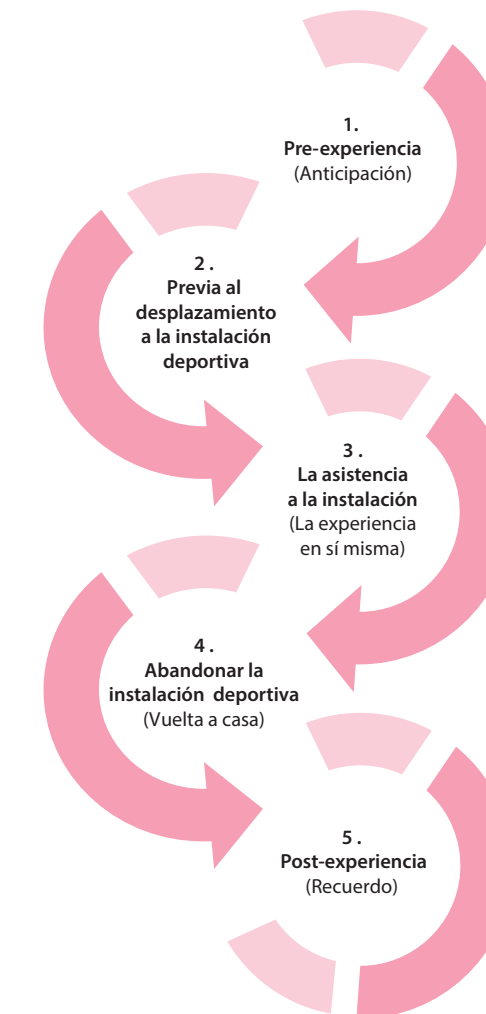 1.
Pre-experiencia
(Anticipación)
2 .
Previa al
desplazamiento
a la instalación
deportiva
3 .
La asistencia
a la instalación
(La experiencia
en sí misma)
4 .
Abandonar la
instalación deportiva
(Vuelta a casa)
5 .
Post-experiencia
(Recuerdo)